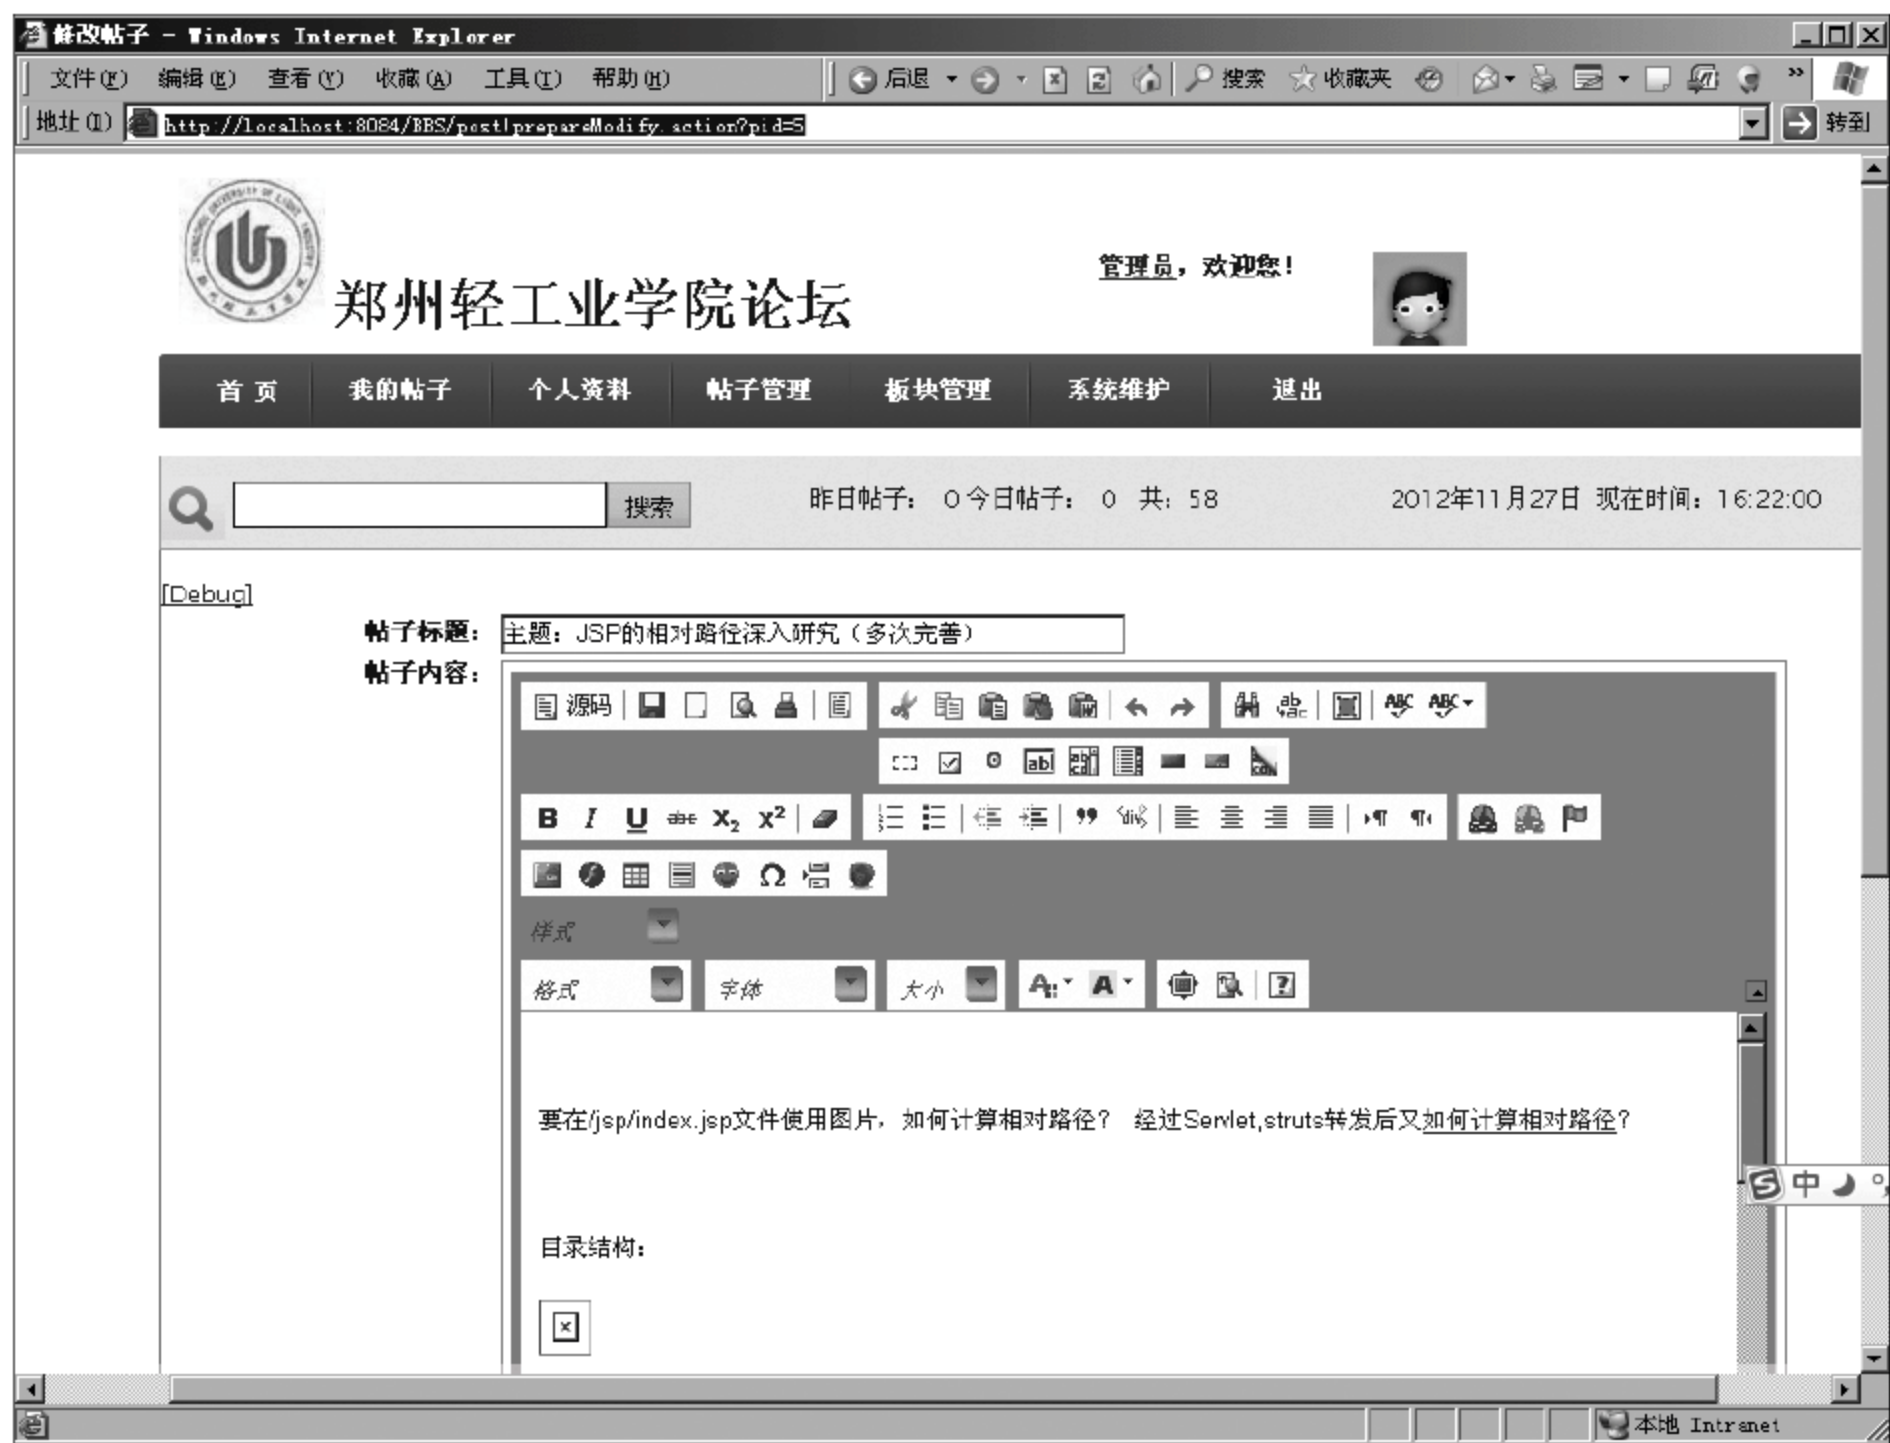 修改帖子 - Windows Internet Explorer
文件(F) 编辑(E) 查看(V) 收藏(A) 工具(T) 帮助(H) 后退 搜索 收藏夹 »
地址(D) http://localhost:8084/BBS/post!prepareModify.action?pid=5 转到
管理员，欢迎您！
郑州轻工业学院论坛
首 页 我的帖子 个人资料 帖子管理 板块管理 系统维护 退出
搜索 昨日帖子： 0 今日帖子： 0 共：58 2012年11月27日 现在时间：16:22:00
[Debug]
帖子标题： 主题：JSP的相对路径深入研究（多次完善）
帖子内容：
源码
B I U abc X₂ X²
样式
格式 字体 大小
要在/jsp/index.jsp文件使用图片，如何计算相对路径？ 经过Servlet,struts转发后又如何计算相对路径？
中
目录结构：
本地 Intranet